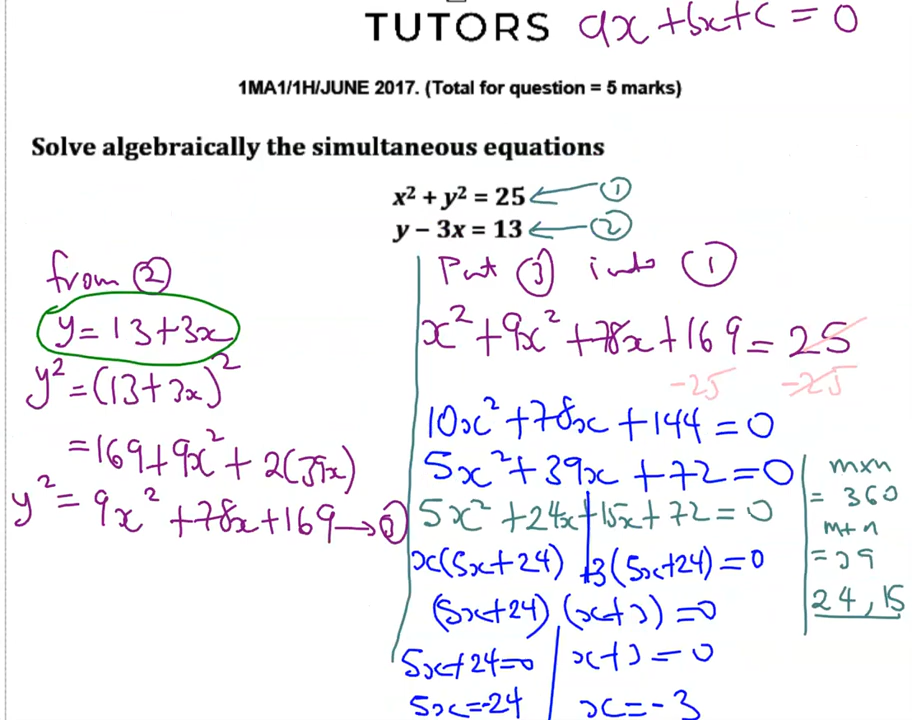 TUTORS ax + bx + c = 0
1MA1/1H/JUNE 2017. (Total for question = 5 marks)
Solve algebraically the simultaneous equations
x² + y² = 25 ← ①
y − 3x = 13 ← ②
from ②
y = 13 + 3x
y² = (13 + 3x)²
= 169 + 9x² + 2(39x)
y² = 9x² + 78x + 169 → ③
Put ③ into ①
x² + 9x² + 78x + 169 = 25
-25 -25
10x² + 78x + 144 = 0
5x² + 39x + 72 = 0
5x² + 24x + 15x + 72 = 0
x(5x + 24) + 3(5x + 24) = 0
(5x + 24) (x + 3) = 0
5x + 24 = 0
5x = -24
x + 3 = 0
x = -3
m×n
= 360
m+n
= 39
24, 15